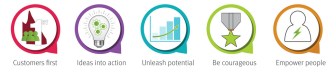 Customers first
Ideas into action
Unleash potential
Be courageous
Empower people